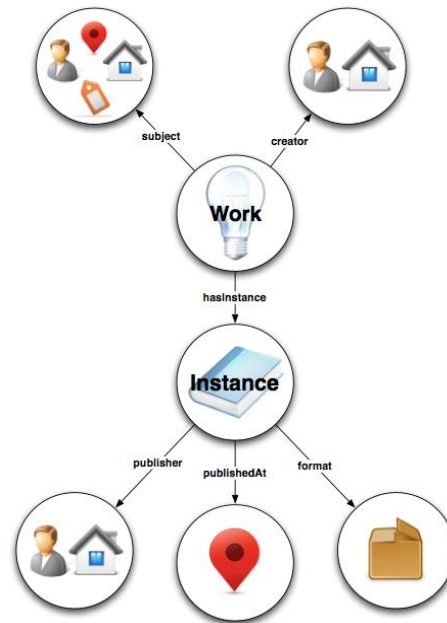 subject
creator
Work
hasInstance
Instance
publisher
publishedAt
format